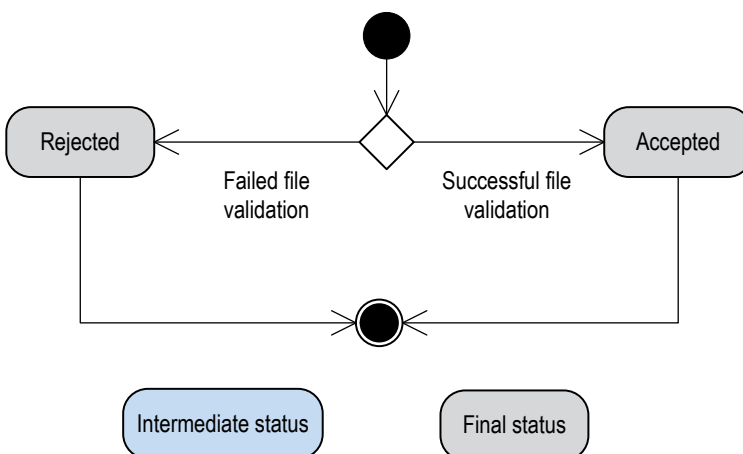 Rejected
Accepted
Failed file
validation
Successful file
validation
Intermediate status
Final status